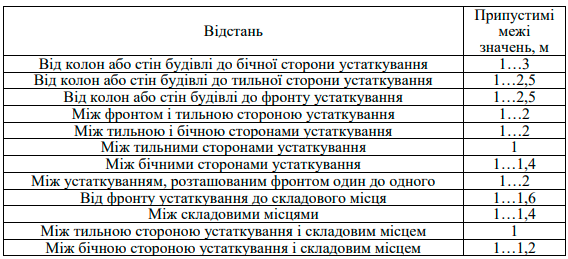 Відстань
Припустимі
межі
значень, м
Від колон або стін будівлі до бічної сторони устаткування 1…3
Від колон або стін будівлі до тильної сторони устаткування 1…2,5
Від колон або стін будівлі до фронту устаткування 1…2,5
Між фронтом і тильною стороною устаткування 1…2
Між тильною і бічною сторонами устаткування 1…2
Між тильними сторонами устаткування 1
Між бічними сторонами устаткування 1…1,4
Між устаткуванням, розташованим фронтом один до одного 1…2
Від фронту устаткування до складового місця 1…1,6
Між складовими місцями 1…1,4
Між тильною стороною устаткування і складовим місцем 1
Між бічною стороною устаткування і складовим місцем 1…1,2